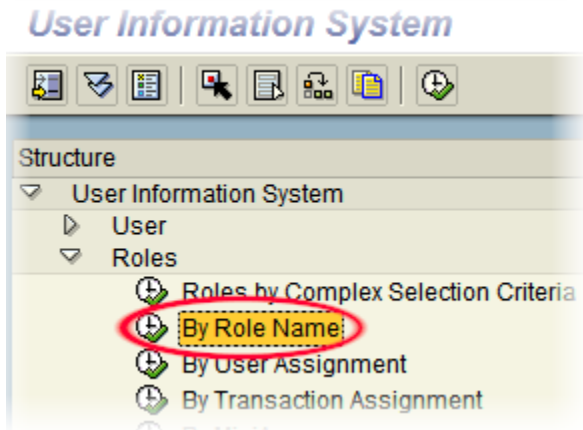 User Information System
Structure
User Information System
User
Roles
Roles by Complex Selection Criteria
By Role Name
By User Assignment
By Transaction Assignment